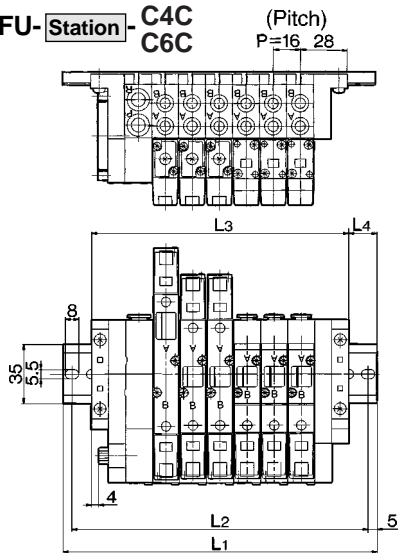 FU- Station - C4C
C6C
(Pitch)
P=16 28
R B B B B B B
P A A A A A A
L3 L4
8
35
5.5
A A A A A A
B B B B B B
4
L2 5
L1